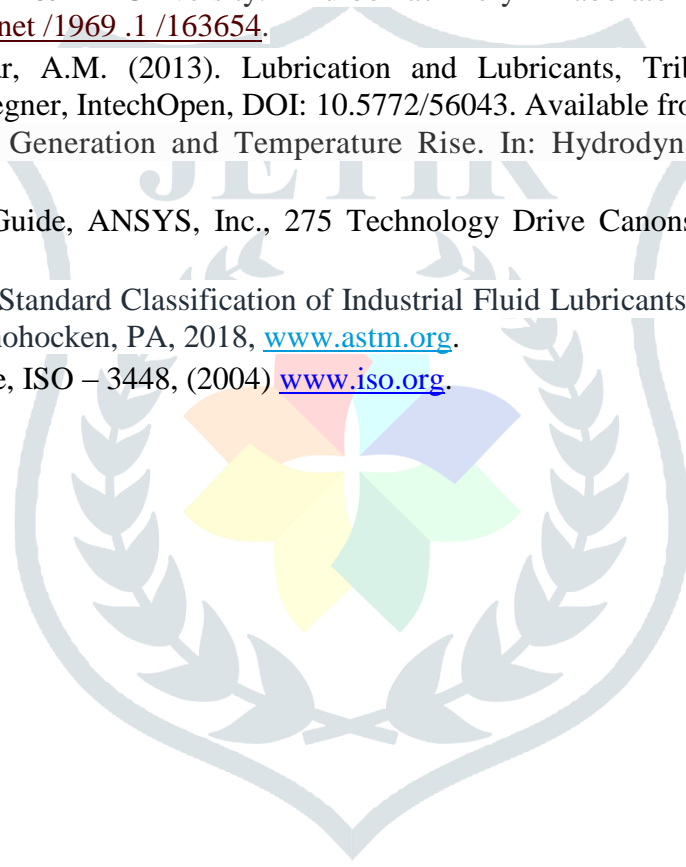 net /1969 .1 /163654.
r, A.M. (2013). Lubrication and Lubricants, Trib
egner, IntechOpen, DOI: 10.5772/56043. Available fro
Generation and Temperature Rise. In: Hydrodyn
JETIR
Guide, ANSYS, Inc., 275 Technology Drive Canons
Standard Classification of Industrial Fluid Lubricants
nohocken, PA, 2018, www.astm.org.
e, ISO – 3448, (2004) www.iso.org.